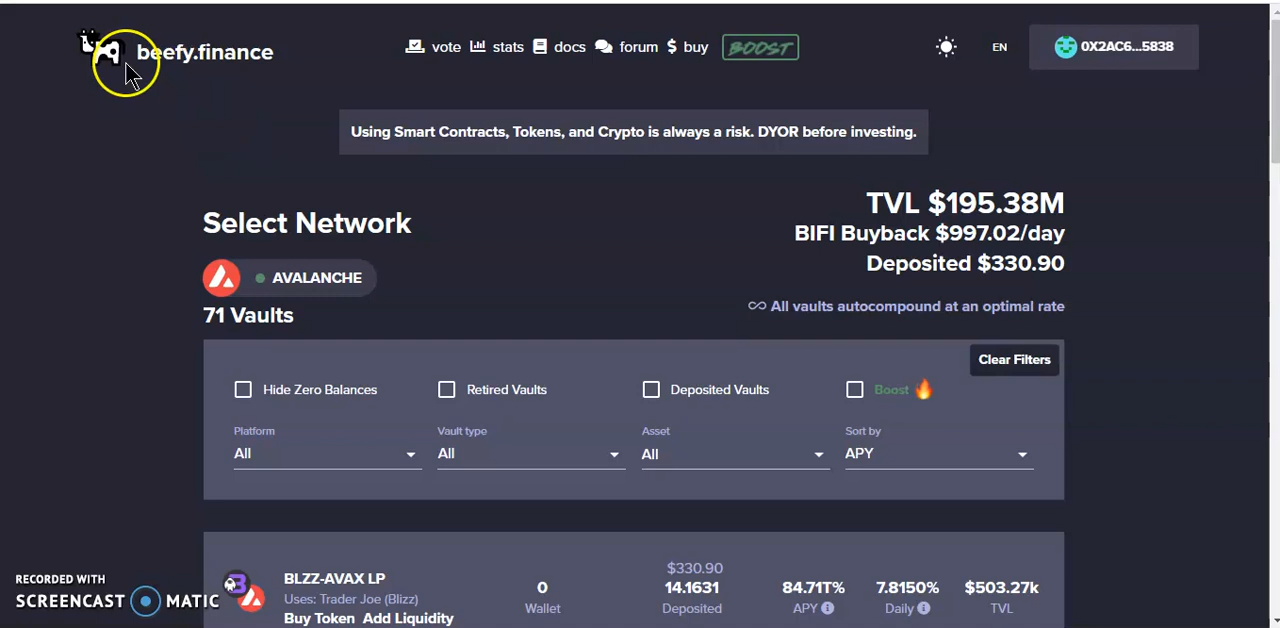 beefy.finance
vote stats docs forum buy BOOST
EN
0X2AC6...5838
Using Smart Contracts, Tokens, and Crypto is always a risk. DYOR before investing.
TVL $195.38M
Select Network
BIFI Buyback $997.02/day
Deposited $330.90
AVALANCHE
All vaults autocompound at an optimal rate
71 Vaults
Clear Filters
Hide Zero Balances Retired Vaults Deposited Vaults Boost
Platform Vault type Asset Sort by
All All All APY
$330.90
BLZZ-AVAX LP 0 14.1631 84.71T% 7.8150% $503.27k
Uses: Trader Joe (Blizz) Wallet Deposited APY Daily TVL
Buy Token Add Liquidity
RECORDED WITH
SCREENCAST MATIC